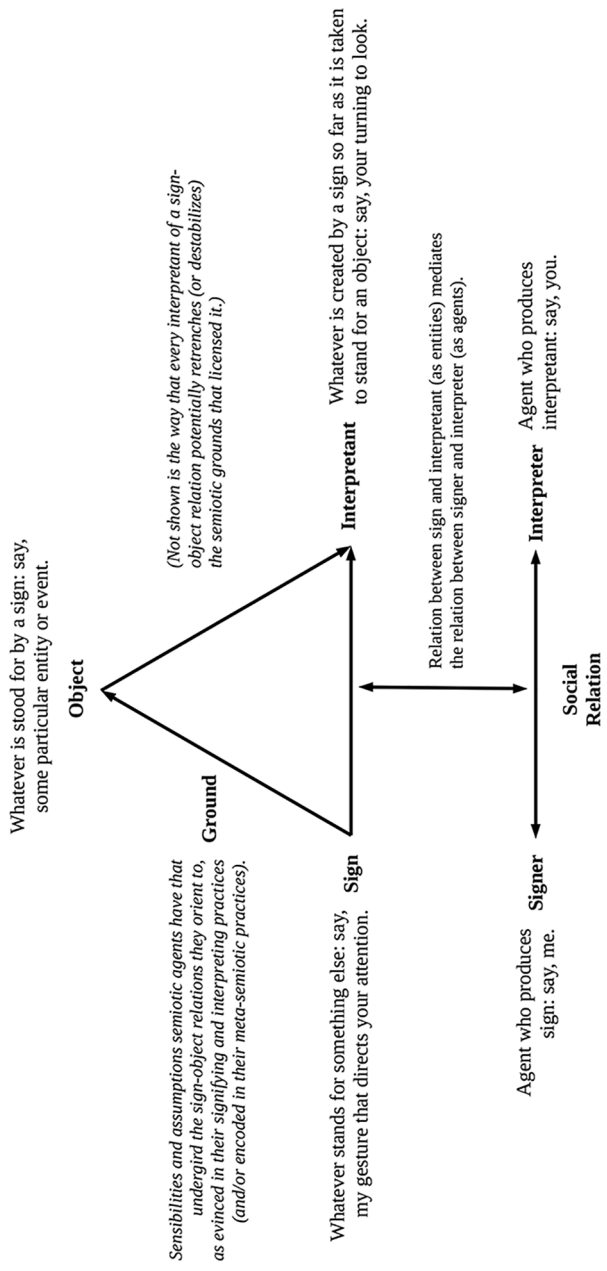 Whatever is stood for by a sign: say,
some particular entity or event.
Object
(Not shown is the way that every interpretant of a sign-
object relation potentially retrenches (or destabilizes)
the semiotic grounds that licensed it.)
Ground
Sensibilities and assumptions semiotic agents have that
undergird the sign-object relations they orient to,
as evinced in their signifying and interpreting practices
(and/or encoded in their meta-semiotic practices).
Sign
Whatever stands for something else: say,
my gesture that directs your attention.
Interpretant
Whatever is created by a sign so far as it is taken
to stand for an object: say, your turning to look.
Relation between sign and interpretant (as entities) mediates
the relation between signer and interpreter (as agents).
Agent who produces
sign: say, me.
Signer
Interpreter
Agent who produces
interpretant: say, you.
Social
Relation